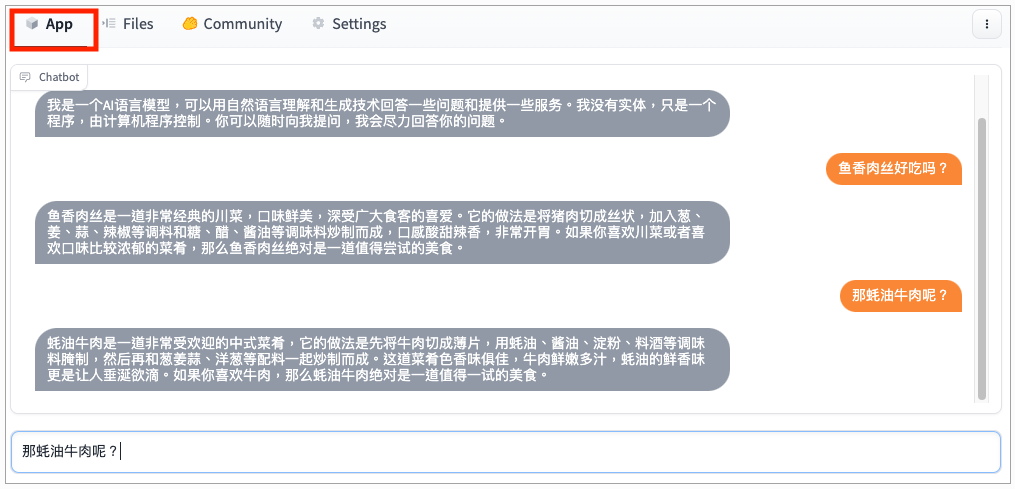 App Files Community Settings
Chatbot
我是一个AI语言模型，可以用自然语言理解和生成技术回答一些问题和提供一些服务。我没有实体，只是一个
程序，由计算机程序控制。你可以随时向我提问，我会尽力回答你的问题。
鱼香肉丝好吃吗？
鱼香肉丝是一道非常经典的川菜，口味鲜美，深受广大食客的喜爱。它的做法是将猪肉切成丝状，加入葱、
姜、蒜、辣椒等调料和糖、醋、酱油等调味料炒制而成，口感酸甜辣香，非常开胃。如果你喜欢川菜或者喜
欢口味比较浓郁的菜肴，那么鱼香肉丝绝对是一道值得尝试的美食。
那蚝油牛肉呢？
蚝油牛肉是一道非常受欢迎的中式菜肴，它的做法是先将牛肉切成薄片，用蚝油、酱油、淀粉、料酒等调味
料腌制，然后再和葱姜蒜、洋葱等配料一起炒制而成。这道菜肴色香味俱佳，牛肉鲜嫩多汁，蚝油的鲜香味
更是让人垂涎欲滴。如果你喜欢牛肉，那么蚝油牛肉绝对是一道值得一试的美食。
那蚝油牛肉呢？